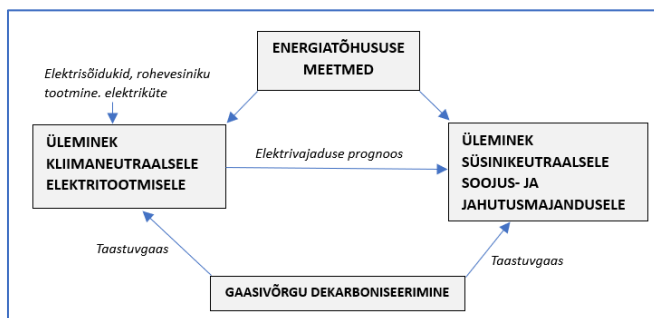 ENERGIATÕHUSUSE
MEETMED
Elektrisõidukid, rohevesiniku
tootmine. elektriküte
ÜLEMINEK
KLIIMANEUTRAALSELE
ELEKTRITOOTMISELE
Elektrivajaduse prognoos
ÜLEMINEK
SÜSINIKEUTRAALSELE
SOOJUS- JA
JAHUTUSMAJANDUSELE
Taastuvgaas
Taastuvgaas
GAASIVÕRGU DEKARBONISEERIMINE